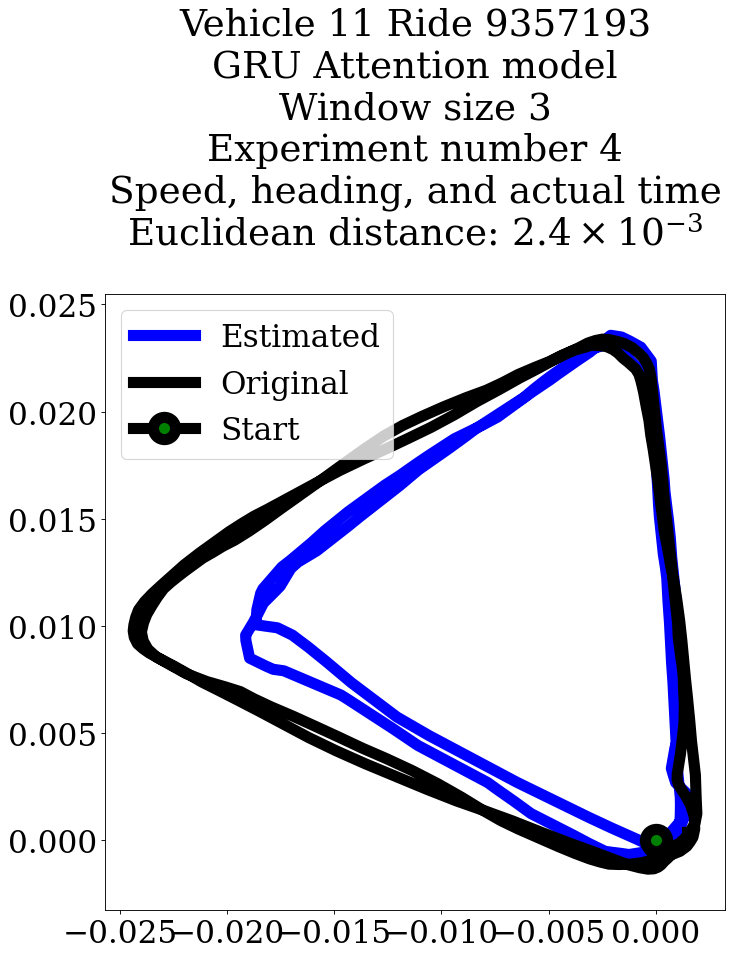 Vehicle 11 Ride 9357193
GRU Attention model
Window size 3
Experiment number 4
Speed, heading, and actual time
Euclidean distance: 2.4 × 10⁻³
0.025
Estimated
Original
Start
0.020
0.015
0.010
0.005
0.000
−0.025 −0.020 −0.015 −0.010 −0.005 0.000